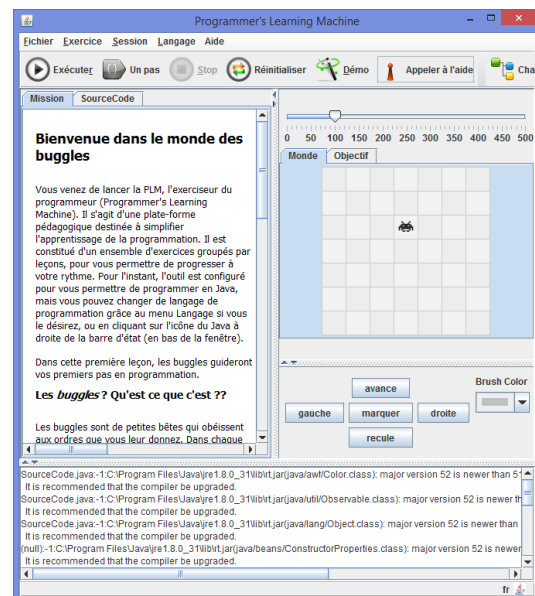 Programmer's Learning Machine
Fichier Exercice Session Langage Aide
Exécuter Un pas Stop Réinitialiser Démo Appeler à l'aide Cha
Mission SourceCode
Bienvenue dans le monde des
buggles
Vous venez de lancer la PLM, l'exerciseur du
programmeur (Programmer's Learning
Machine). Il s'agit d'une plate-forme
pédagogique destinée à simplifier
l'apprentissage de la programmation. Il est
constitué d'un ensemble d'exercices groupés par
leçons, pour vous permettre de progresser à
votre rythme. Pour l'instant, l'outil est configuré
pour vous permettre de programmer en Java,
mais vous pouvez changer de langage de
programmation grâce au menu Langage si vous
le désirez, ou en cliquant sur l'icône du Java à
droite de la barre d'état (en bas de la fenêtre).
Dans cette première leçon, les buggles guideront
vos premiers pas en programmation.
Les buggles ? Qu'est ce que c'est ??
Les buggles sont de petites bêtes qui obéissent
aux ordres que vous leur donnez. Dans chaque
0 50 100 150 200 250 300 350 400 450 500
Monde Objectif
avance
gauche marquer droite
recule
Brush Color
SourceCode.java:-1:C:\Program Files\Java\jre1.8.0_31\lib\rt.jar(java/awt/Color.class): major version 52 is newer than 51
It is recommended that the compiler be upgraded.
SourceCode.java:-1:C:\Program Files\Java\jre1.8.0_31\lib\rt.jar(java/util/Observable.class): major version 52 is newer th
It is recommended that the compiler be upgraded.
SourceCode.java:-1:C:\Program Files\Java\jre1.8.0_31\lib\rt.jar(java/lang/Object.class): major version 52 is newer than
It is recommended that the compiler be upgraded.
(null):-1:C:\Program Files\Java\jre1.8.0_31\lib\rt.jar(java/beans/ConstructorProperties.class): major version 52 is newer
It is recommended that the compiler be upgraded.
fr